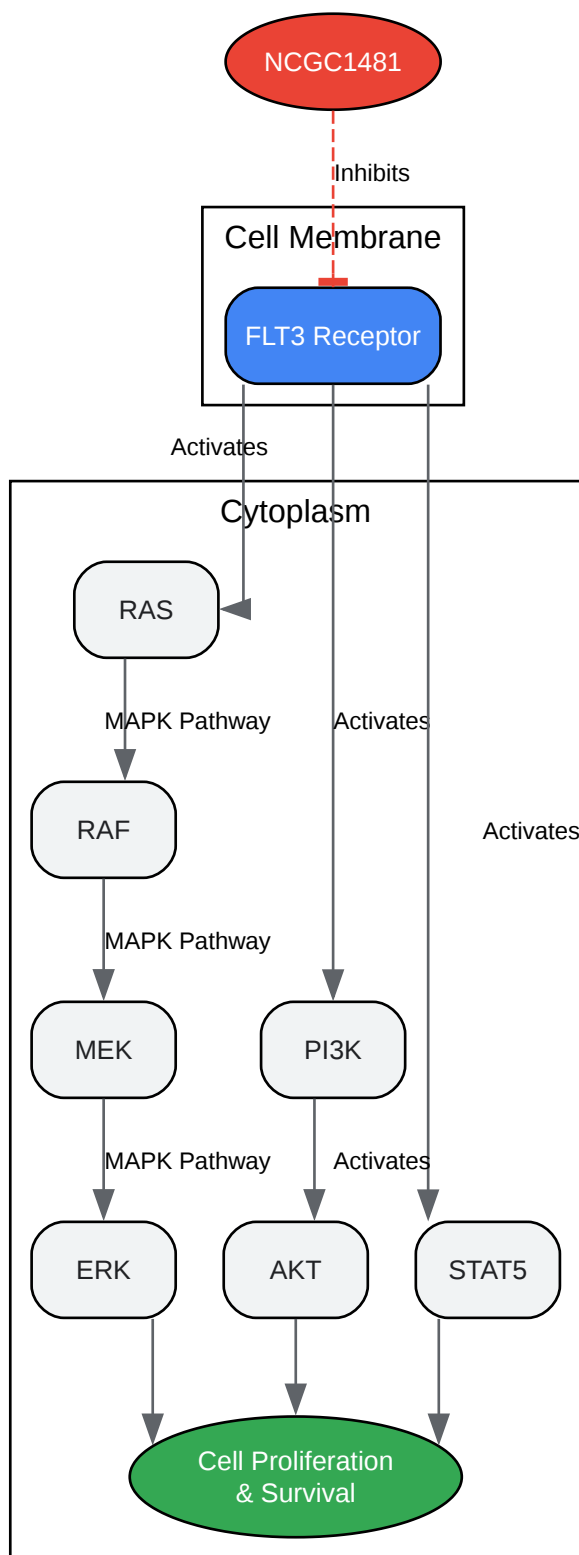 NCGC1481
Inhibits
Cell Membrane
FLT3 Receptor
Activates
Cytoplasm
RAS
MAPK Pathway
Activates
RAF
Activates
MAPK Pathway
MEK
PI3K
MAPK Pathway
Activates
ERK
AKT
STAT5
Cell Proliferation
& Survival